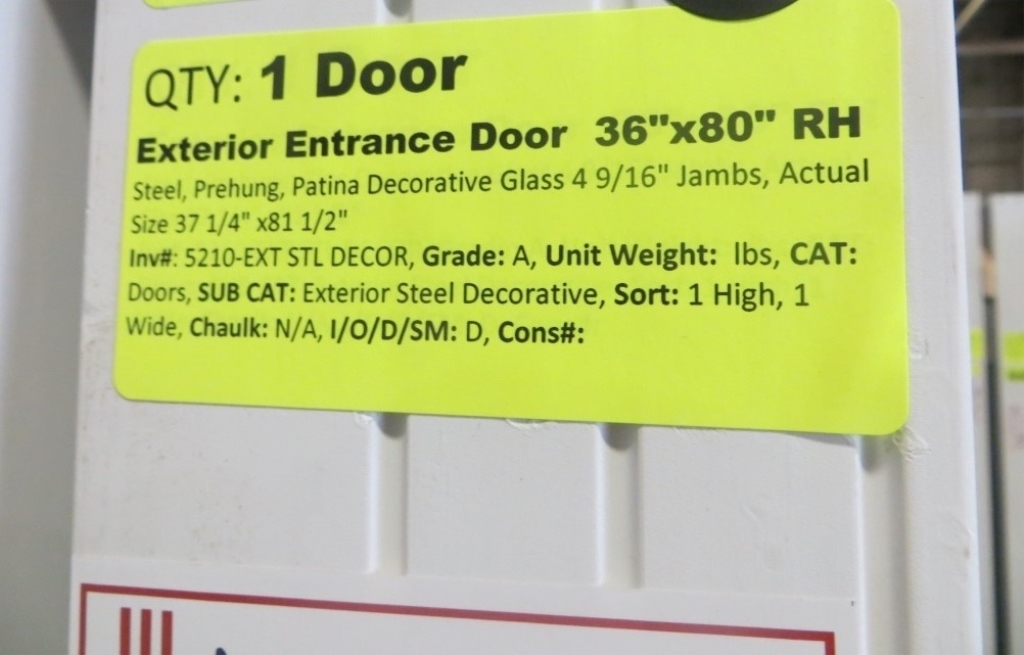 QTY: 1 Door
Exterior Entrance Door 36"x80" RH
Steel, Prehung, Patina Decorative Glass 4 9/16" Jambs, Actual
Size 37 1/4" x81 1/2"
Inv#: 5210-EXT STL DECOR, Grade: A, Unit Weight: lbs, CAT:
Doors, SUB CAT: Exterior Steel Decorative, Sort: 1 High, 1
Wide, Chaulk: N/A, I/O/D/SM: D, Cons#: